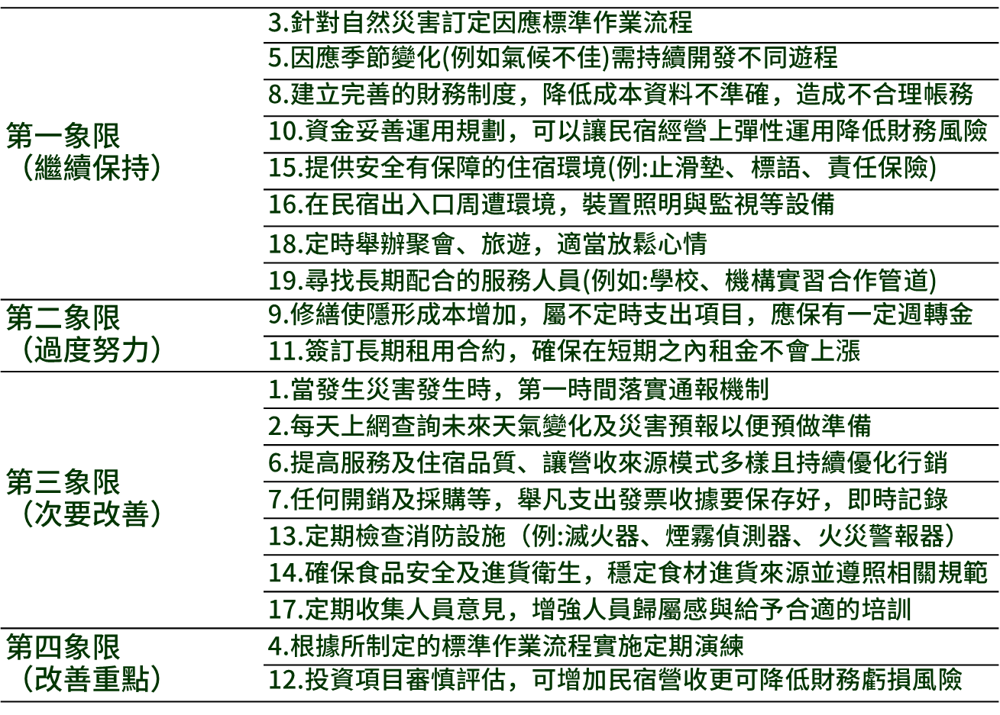 第一象限
（繼續保持）
3.針對自然災害訂定因應標準作業流程
5.因應季節變化(例如氣候不佳)需持續開發不同遊程
8.建立完善的財務制度，降低成本資料不準確，造成不合理帳務
10.資金妥善運用規劃，可以讓民宿經營上彈性運用降低財務風險
15.提供安全有保障的住宿環境(例:止滑墊、標語、責任保險)
16.在民宿出入口周遭環境，裝置照明與監視等設備
18.定時舉辦聚會、旅遊，適當放鬆心情
19.尋找長期配合的服務人員(例如:學校、機構實習合作管道)
第二象限
（過度努力）
9.修繕使隱形成本增加，屬不定時支出項目，應保有一定週轉金
11.簽訂長期租用合約，確保在短期之內租金不會上漲
第三象限
（次要改善）
1.當發生災害發生時，第一時間落實通報機制
2.每天上網查詢未來天氣變化及災害預報以便預做準備
6.提高服務及住宿品質、讓營收來源模式多樣且持續優化行銷
7.任何開銷及採購等，舉凡支出發票收據要保存好，即時記錄
13.定期檢查消防設施（例:滅火器、煙霧偵測器、火災警報器）
14.確保食品安全及進貨衛生，穩定食材進貨來源並遵照相關規範
17.定期收集人員意見，增強人員歸屬感與給予合適的培訓
第四象限
（改善重點）
4.根據所制定的標準作業流程實施定期演練
12.投資項目審慎評估，可增加民宿營收更可降低財務虧損風險